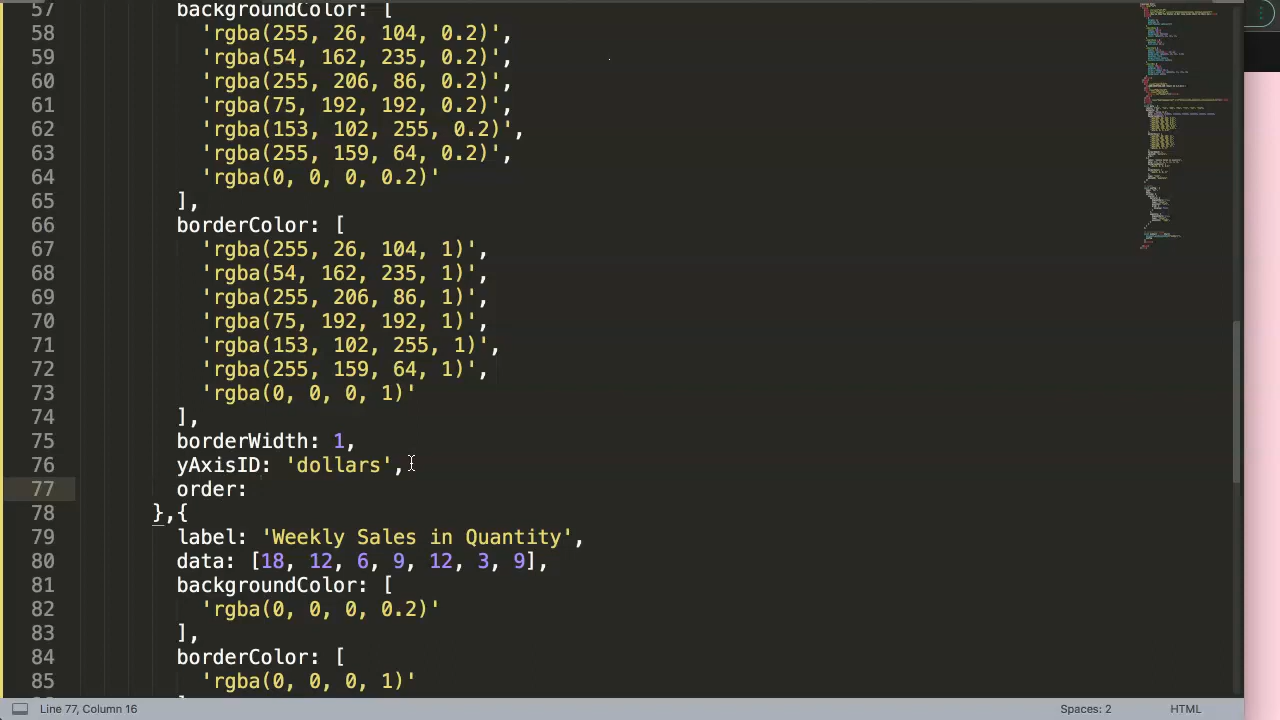 57 backgroundColor: [
58 'rgba(255, 26, 104, 0.2)',
59 'rgba(54, 162, 235, 0.2)',
60 'rgba(255, 206, 86, 0.2)',
61 'rgba(75, 192, 192, 0.2)',
62 'rgba(153, 102, 255, 0.2)',
63 'rgba(255, 159, 64, 0.2)',
64 'rgba(0, 0, 0, 0.2)'
65 ],
66 borderColor: [
67 'rgba(255, 26, 104, 1)',
68 'rgba(54, 162, 235, 1)',
69 'rgba(255, 206, 86, 1)',
70 'rgba(75, 192, 192, 1)',
71 'rgba(153, 102, 255, 1)',
72 'rgba(255, 159, 64, 1)',
73 'rgba(0, 0, 0, 1)'
74 ],
75 borderWidth: 1,
76 yAxisID: 'dollars',
77 order:
78 },{
79 label: 'Weekly Sales in Quantity',
80 data: [18, 12, 6, 9, 12, 3, 9],
81 backgroundColor: [
82 'rgba(0, 0, 0, 0.2)'
83 ],
84 borderColor: [
85 'rgba(0, 0, 0, 1)'
Line 77, Column 16 Spaces: 2 HTML